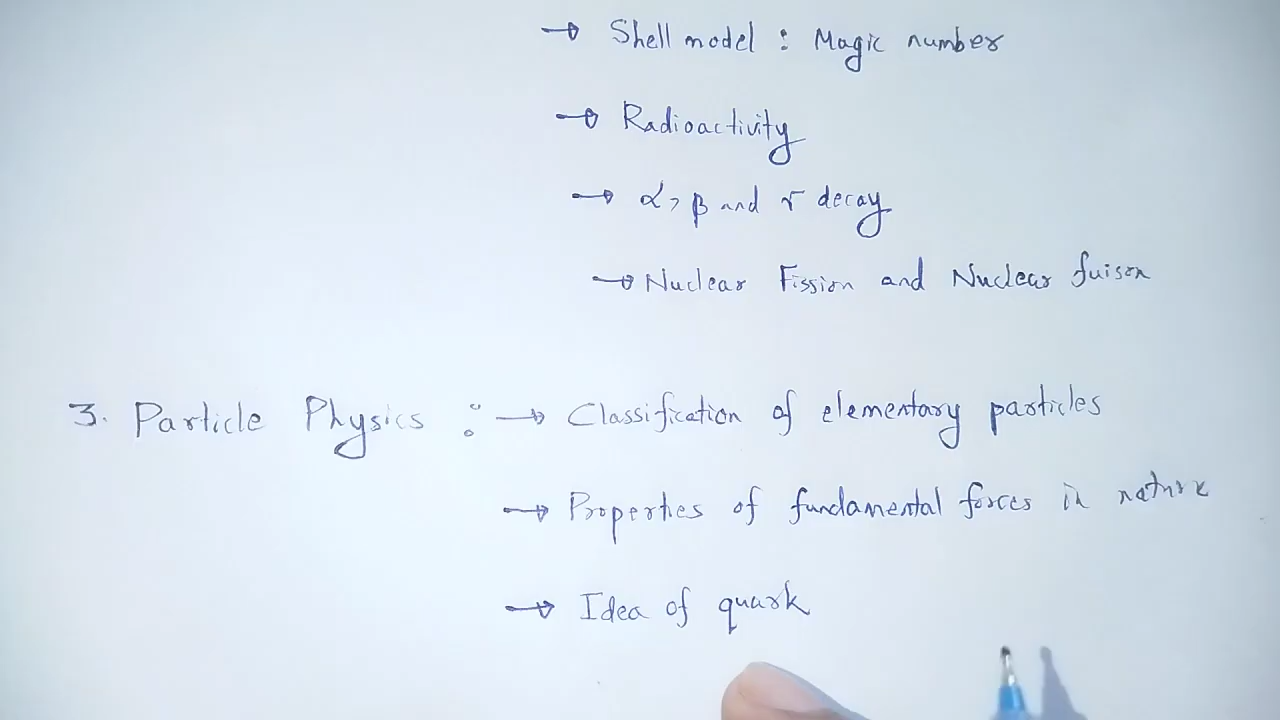 → Shell model : Magic number
→ Radioactivity
→ α, β and γ decay
→ Nuclear Fission and Nuclear fuison
3. Particle Physics : → Classification of elementary particles
→ Properties of fundamental forces in nature
→ Idea of quark